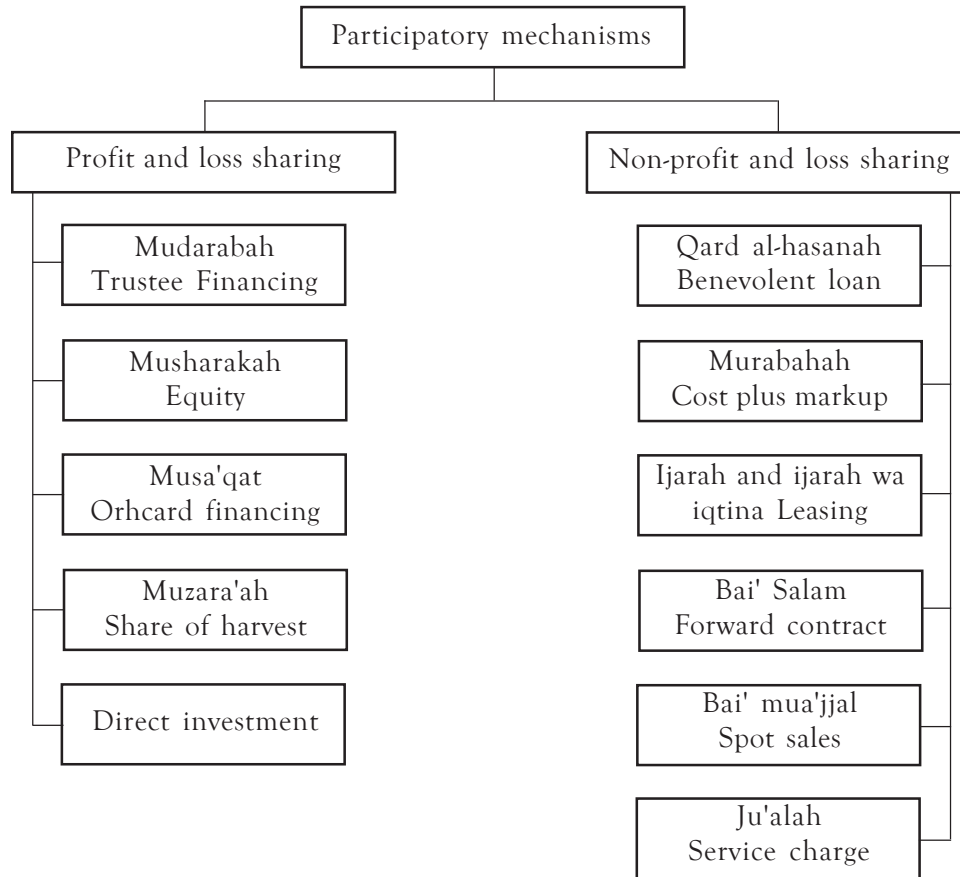 Participatory mechanisms
Profit and loss sharing
Mudarabah
Trustee Financing
Musharakah
Equity
Musa'qat
Orhcard financing
Muzara'ah
Share of harvest
Direct investment
Non-profit and loss sharing
Qard al-hasanah
Benevolent loan
Murabahah
Cost plus markup
Ijarah and ijarah wa
iqtina Leasing
Bai' Salam
Forward contract
Bai' mua'jjal
Spot sales
Ju'alah
Service charge